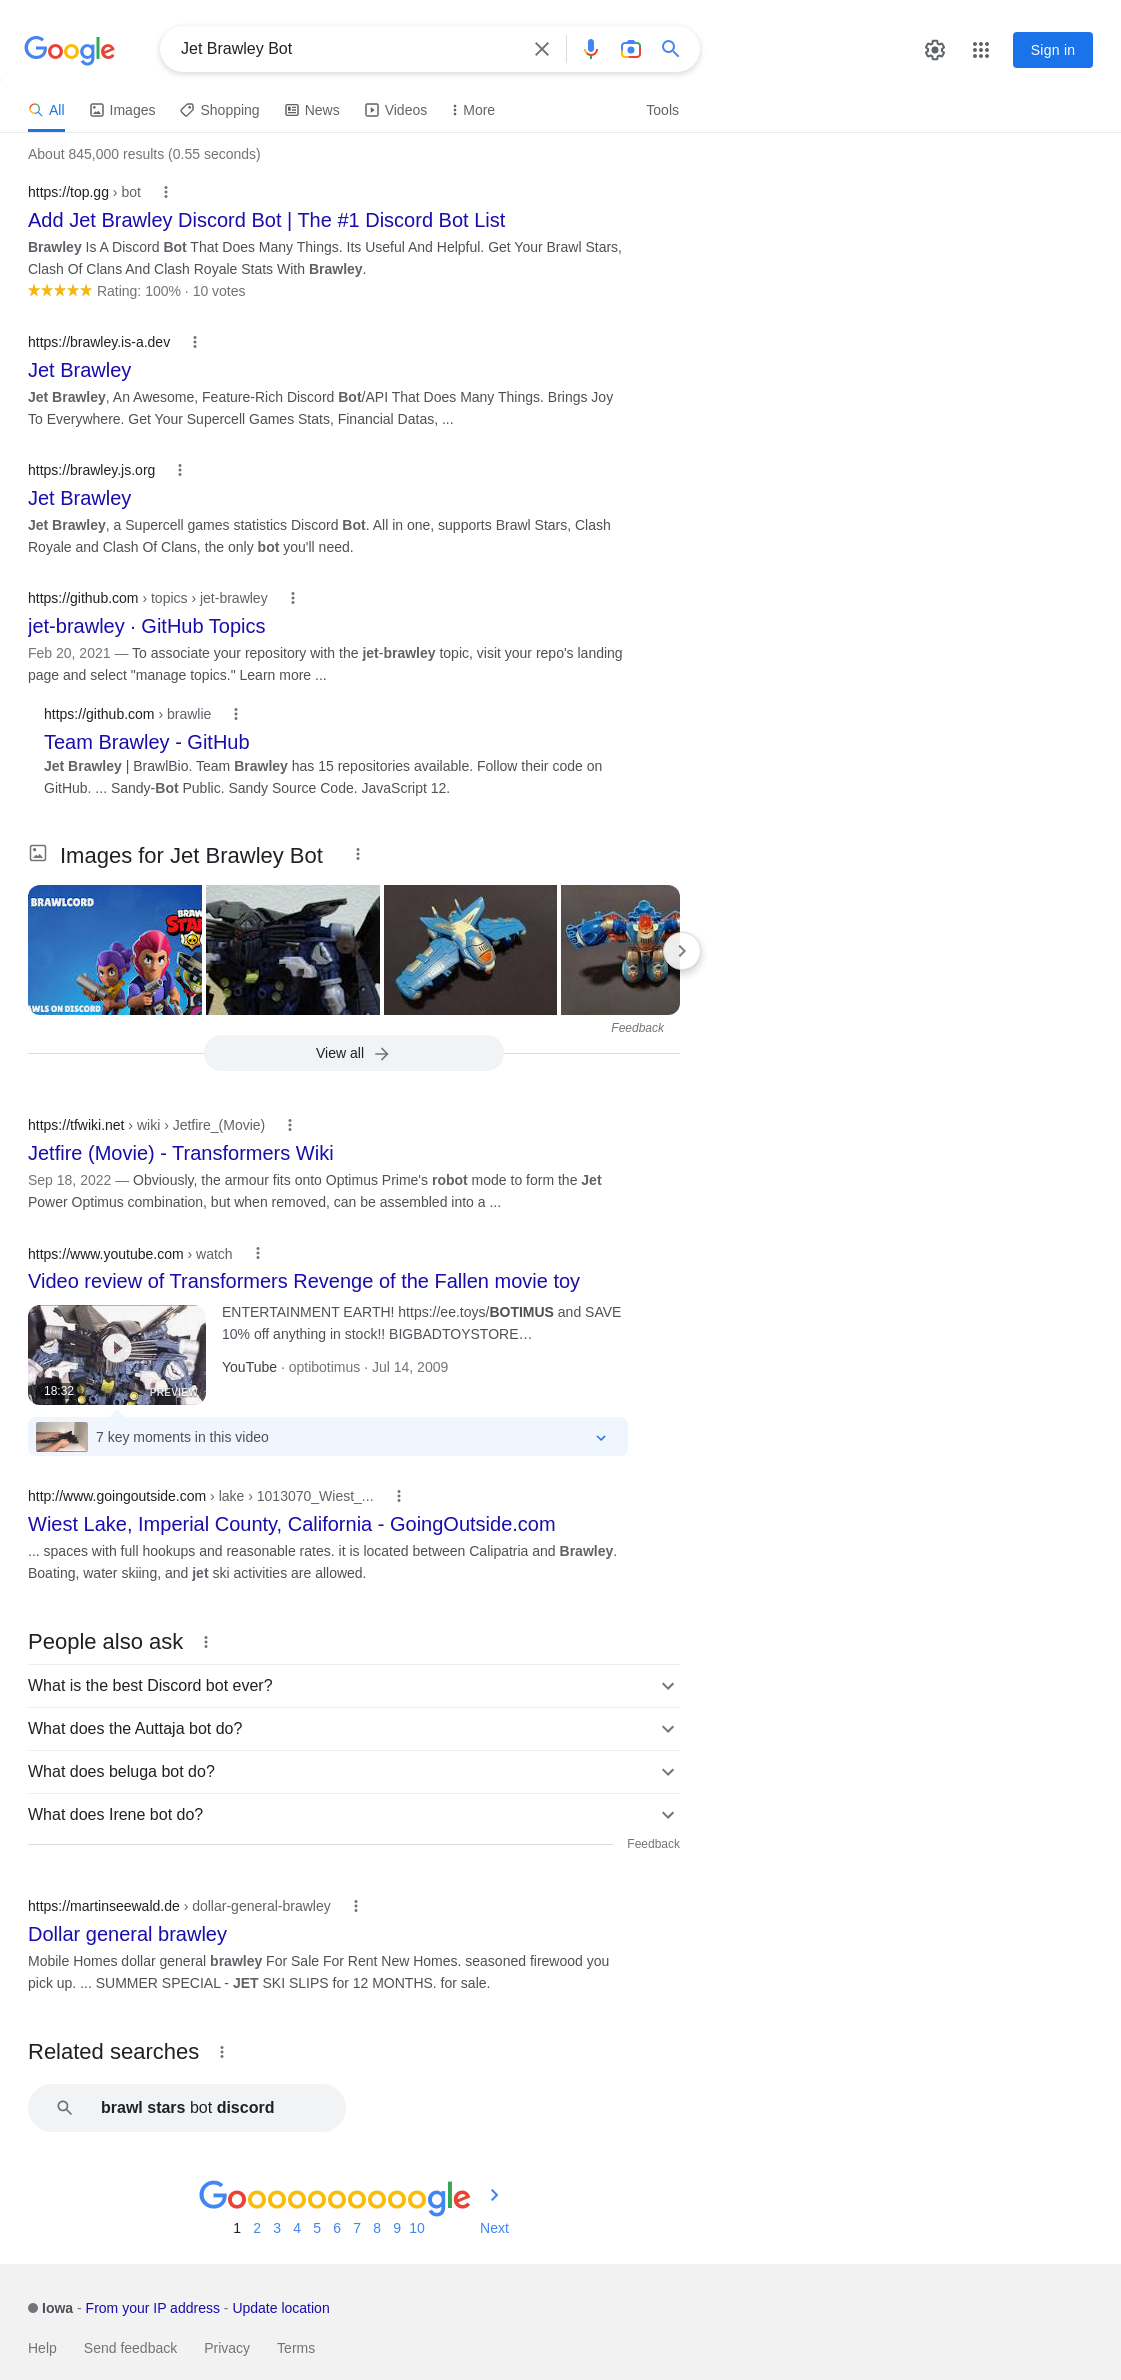 Google
Jet Brawley Bot
Sign in
All Images Shopping News Videos More Tools
About 845,000 results (0.55 seconds)
https://top.gg › bot
Add Jet Brawley Discord Bot | The #1 Discord Bot List
Brawley Is A Discord Bot That Does Many Things. Its Useful And Helpful. Get Your Brawl Stars,
Clash Of Clans And Clash Royale Stats With Brawley.
Rating: 100% · 10 votes
https://brawley.is-a.dev
Jet Brawley
Jet Brawley, An Awesome, Feature-Rich Discord Bot/API That Does Many Things. Brings Joy
To Everywhere. Get Your Supercell Games Stats, Financial Datas, ...
https://brawley.js.org
Jet Brawley
Jet Brawley, a Supercell games statistics Discord Bot. All in one, supports Brawl Stars, Clash
Royale and Clash Of Clans, the only bot you'll need.
https://github.com › topics › jet-brawley
jet-brawley · GitHub Topics
Feb 20, 2021 — To associate your repository with the jet-brawley topic, visit your repo's landing
page and select "manage topics." Learn more ...
https://github.com › brawlie
Team Brawley - GitHub
Jet Brawley | BrawlBio. Team Brawley has 15 repositories available. Follow their code on
GitHub. ... Sandy-Bot Public. Sandy Source Code. JavaScript 12.
Images for Jet Brawley Bot
BRAWLCORD
BRAW
STA
AWLS ON DISCORD
Feedback
View all
https://tfwiki.net › wiki › Jetfire_(Movie)
Jetfire (Movie) - Transformers Wiki
Sep 18, 2022 — Obviously, the armour fits onto Optimus Prime's robot mode to form the Jet
Power Optimus combination, but when removed, can be assembled into a ...
https://www.youtube.com › watch
Video review of Transformers Revenge of the Fallen movie toy
ENTERTAINMENT EARTH! https://ee.toys/BOTIMUS and SAVE
10% off anything in stock!! BIGBADTOYSTORE…
YouTube · optibotimus · Jul 14, 2009
18:32
PREVIEW
7 key moments in this video
http://www.goingoutside.com › lake › 1013070_Wiest_...
Wiest Lake, Imperial County, California - GoingOutside.com
... spaces with full hookups and reasonable rates. it is located between Calipatria and Brawley.
Boating, water skiing, and jet ski activities are allowed.
People also ask
What is the best Discord bot ever?
What does the Auttaja bot do?
What does beluga bot do?
What does Irene bot do?
Feedback
https://martinseewald.de › dollar-general-brawley
Dollar general brawley
Mobile Homes dollar general brawley For Sale For Rent New Homes. seasoned firewood you
pick up. ... SUMMER SPECIAL - JET SKI SLIPS for 12 MONTHS. for sale.
Related searches
brawl stars bot discord
Goooooooooogle
1 2 3 4 5 6 7 8 9 10 Next
Iowa - From your IP address - Update location
Help Send feedback Privacy Terms